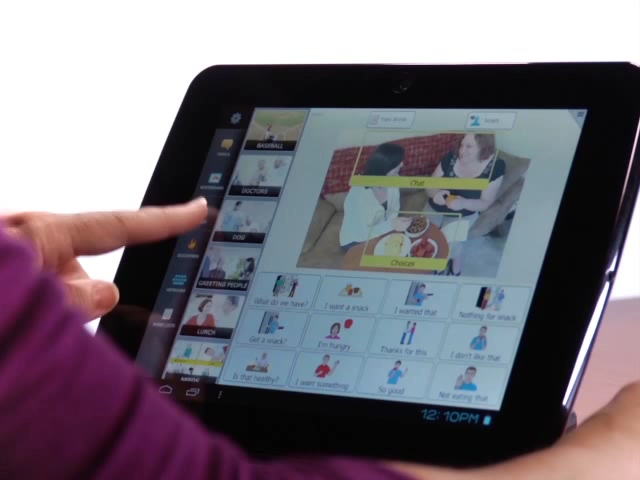 BASEBALL
DOCTORS
DOG
GREETING PEOPLE
LUNCH
Chat
Choices
What do we have?
I want a snack
I wanted that
Nothing for snack
Got a snack?
I'm hungry
Thanks for this
I don't like that
Is that healthy?
I want something
So good
Not eating that
12:10PM